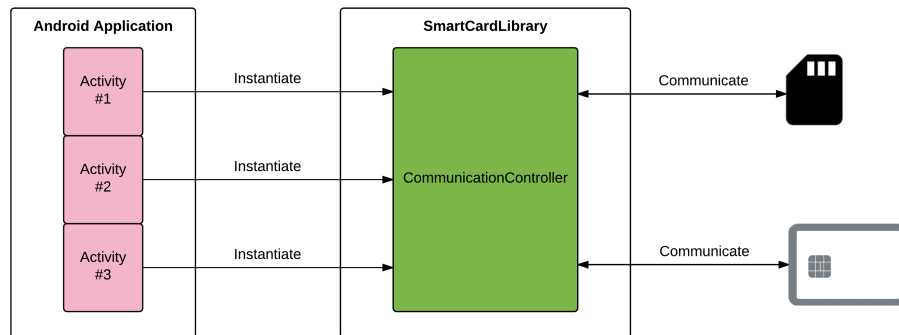 Android Application
SmartCardLibrary
Activity
#1
Instantiate
Communicate
Activity
#2
Instantiate
CommunicationController
Activity
#3
Instantiate
Communicate